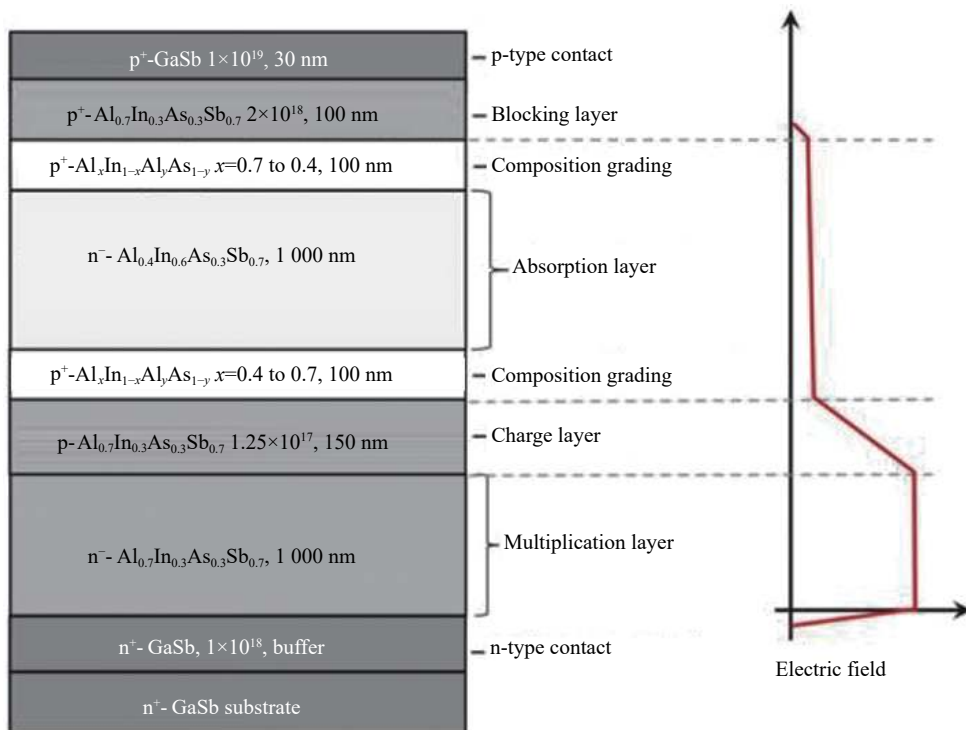 p⁺-GaSb 1×10¹⁹, 30 nm
p-type contact
p⁺-Al₀.₇In₀.₃As₀.₃Sb₀.₇ 2×10¹⁸, 100 nm
Blocking layer
p⁺-AlₓIn₁₋ₓAlᵧAs₁₋ᵧ x=0.7 to 0.4, 100 nm
Composition grading
n⁻- Al₀.₄In₀.₆As₀.₃Sb₀.₇, 1 000 nm
Absorption layer
p⁺-AlₓIn₁₋ₓAlᵧAs₁₋ᵧ x=0.4 to 0.7, 100 nm
Composition grading
p-Al₀.₇In₀.₃As₀.₃Sb₀.₇ 1.25×10¹⁷, 150 nm
Charge layer
n⁻- Al₀.₇In₀.₃As₀.₃Sb₀.₇, 1 000 nm
Multiplication layer
n⁺- GaSb, 1×10¹⁸, buffer
n-type contact
n⁺- GaSb substrate
Electric field